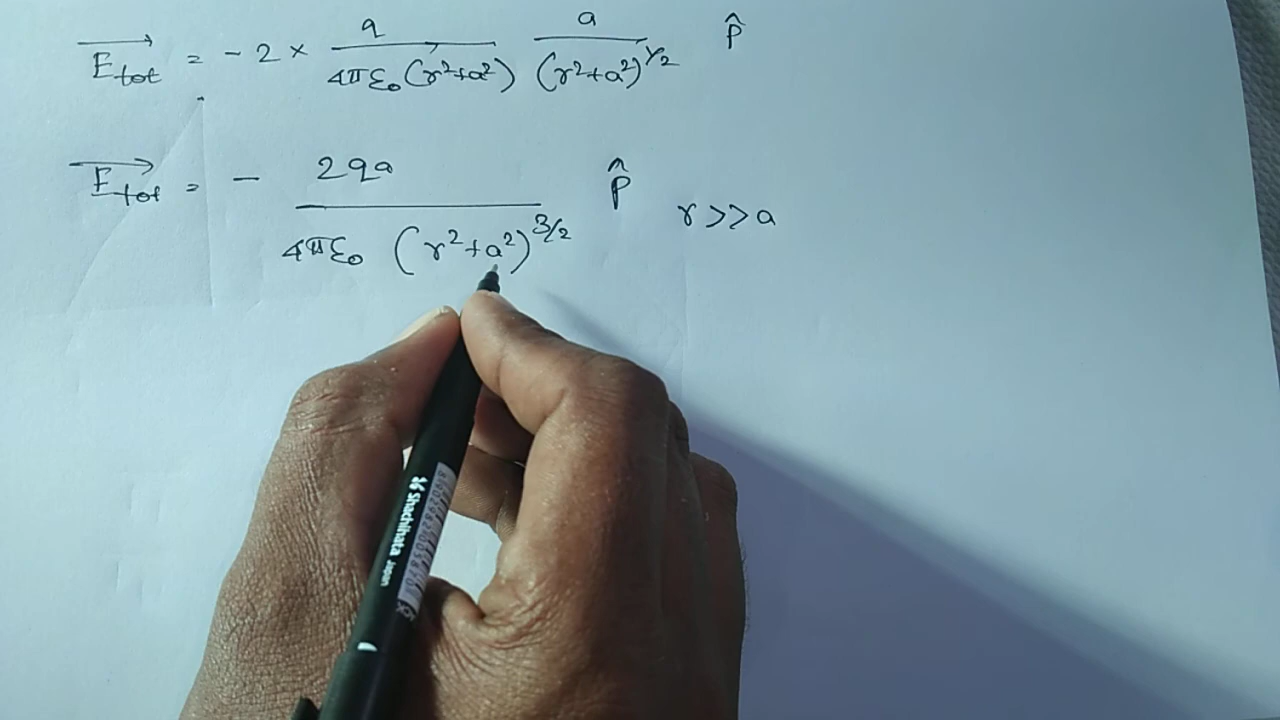 E⃗tot = - 2 × q / 4πε₀(r²+a²) a / (r²+a²)^1/2 p̂
E⃗tot = - 2qa / 4πε₀ (r²+a²)^3/2 p̂ r>>a
Shachihata Japan